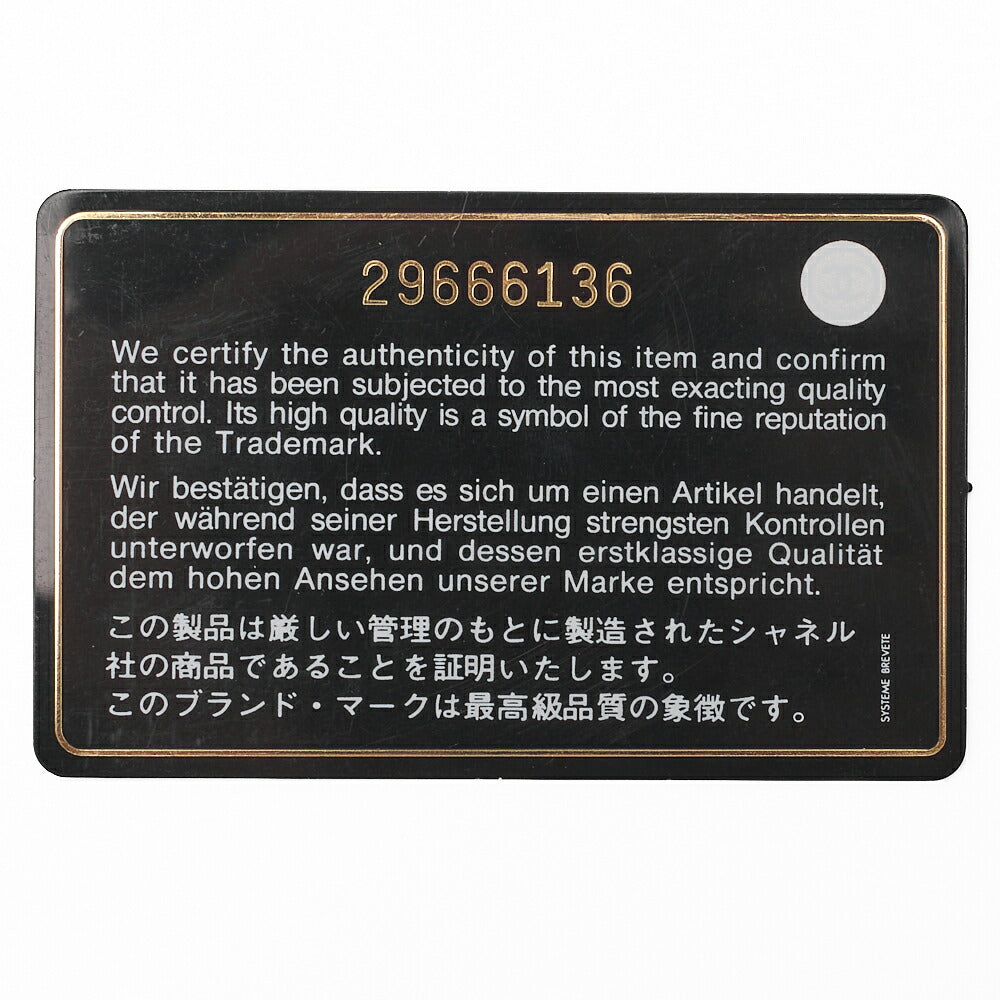 29666136
We certify the authenticity of this item and confirm
that it has been subjected to the most exacting quality
control. Its high quality is a symbol of the fine reputation
of the Trademark.
Wir bestätigen, dass es sich um einen Artikel handelt,
der während seiner Herstellung strengsten Kontrollen
unterworfen war, und dessen erstklassige Qualität
dem hohen Ansehen unserer Marke entspricht.
この製品は厳しい管理のもとに製造されたシャネル
社の商品であることを証明いたします。
このブランド・マークは最高級品質の象徴です。
SYSTEME BREVETE